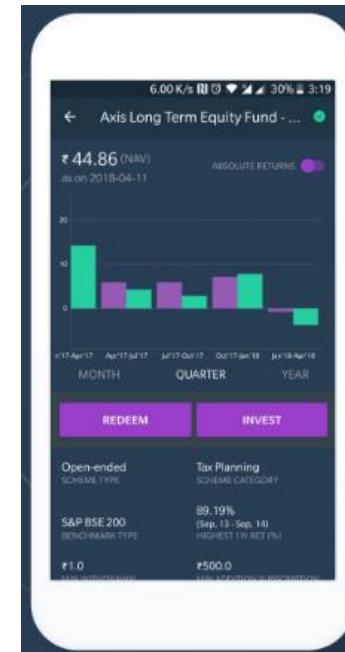 6.00 K/s 30% 3:19
Axis Long Term Equity Fund - ...
₹ 44.86 (NAV)
ABSOLUTE RETURNS
as on 2018-04-11
20
10
0
Apr'17-Jul'17 Jul'17-Oct'17 Oct'17-Jan'18 Jan'18-Apr'18
MONTH QUARTER YEAR
REDEEM INVEST
Open-ended Tax Planning
SCHEME TYPE SCHEME CATEGORY
89.19%
S&P BSE 200 (Sep, 13 - Sep, 14)
BENCHMARK TYPE HIGHEST 1Y RET (%)
₹1.0 ₹500.0